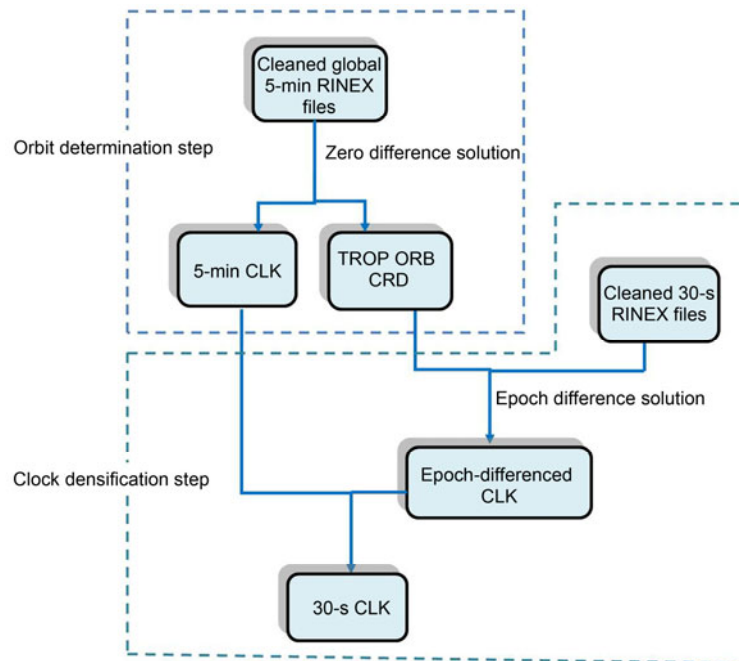 Cleaned global
5-min RINEX
files
Orbit determination step
Zero difference solution
5-min CLK
TROP ORB
CRD
Cleaned 30-s
RINEX files
Epoch difference solution
Clock densification step
Epoch-differenced
CLK
30-s CLK